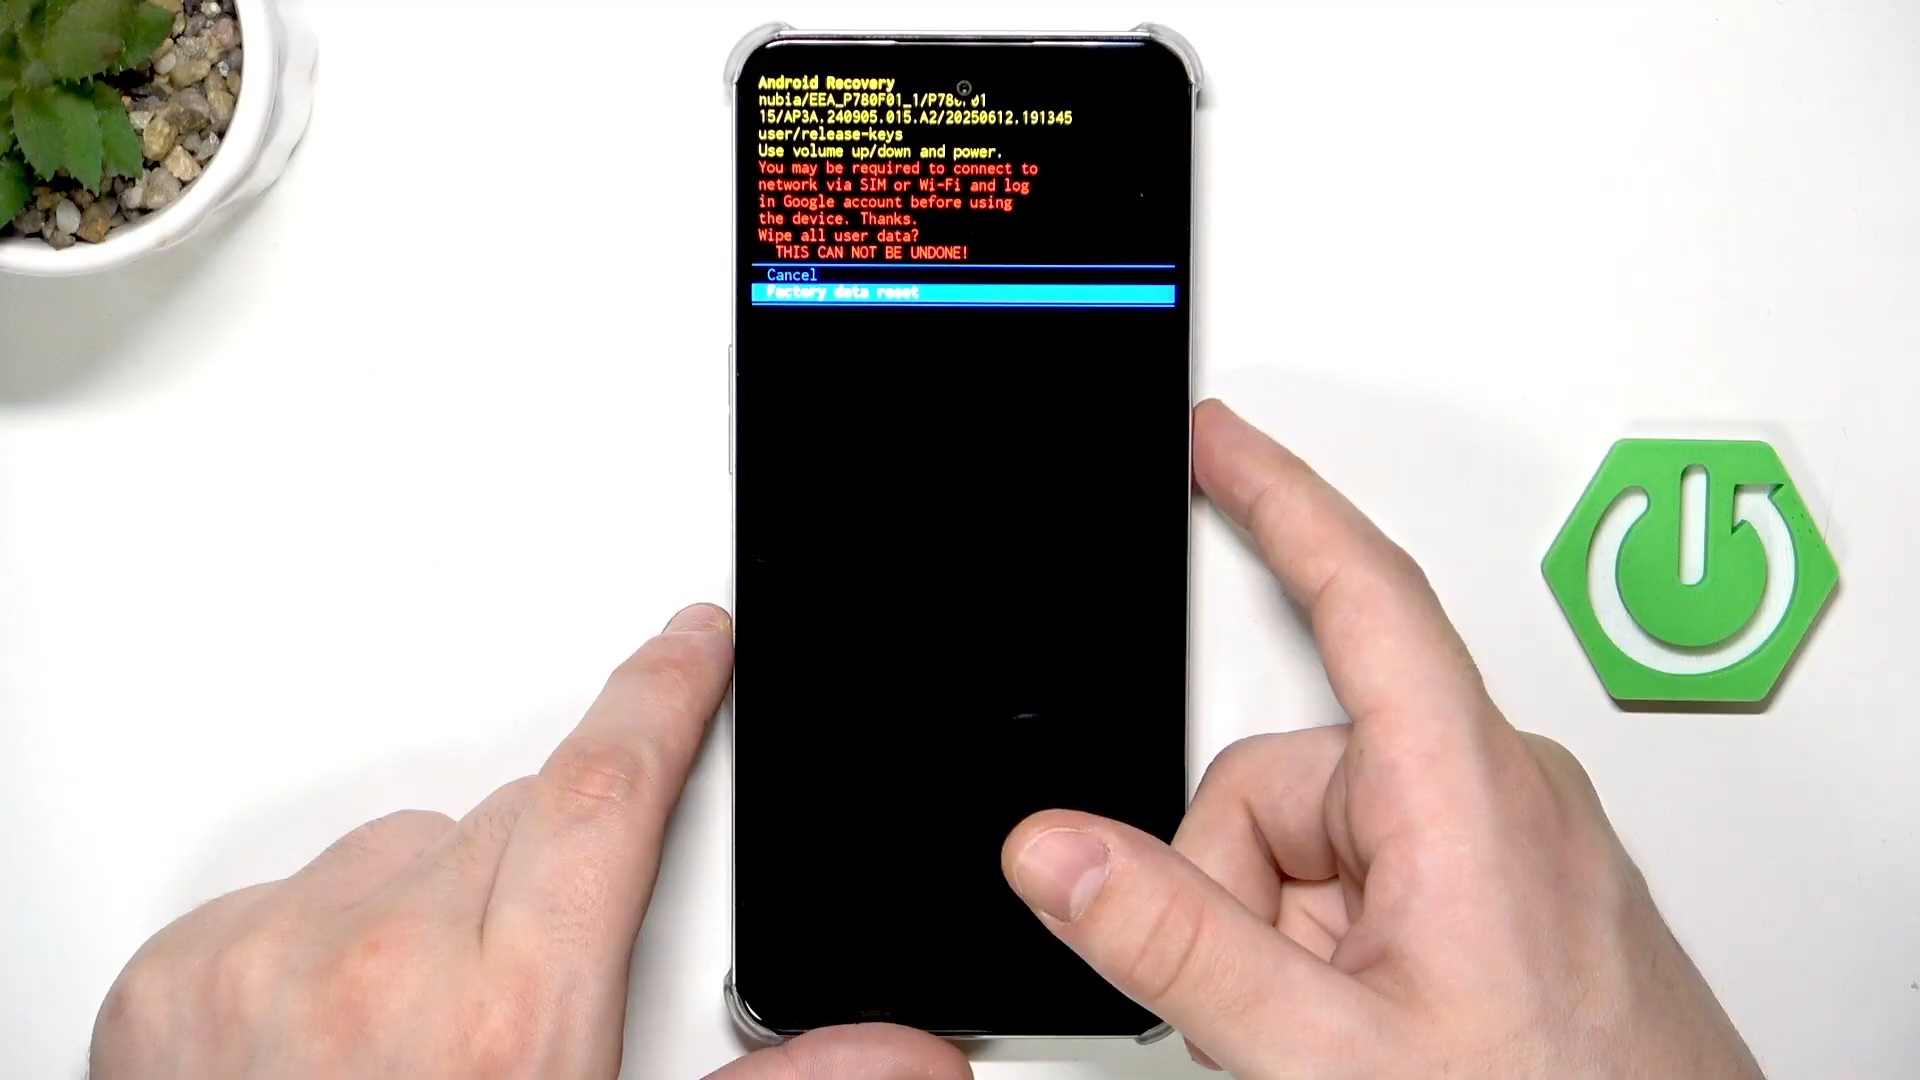 Android Recovery
nubia/EEA_P780F01_1/P780F01
15/AP3A.240905.015.A2/20250612.191345
user/release-keys
Use volume up/down and power.
You may be required to connect to
network via SIM or Wi-Fi and log
in Google account before using
the device. Thanks.
Wipe all user data?
THIS CAN NOT BE UNDONE!
Cancel
Factory data reset